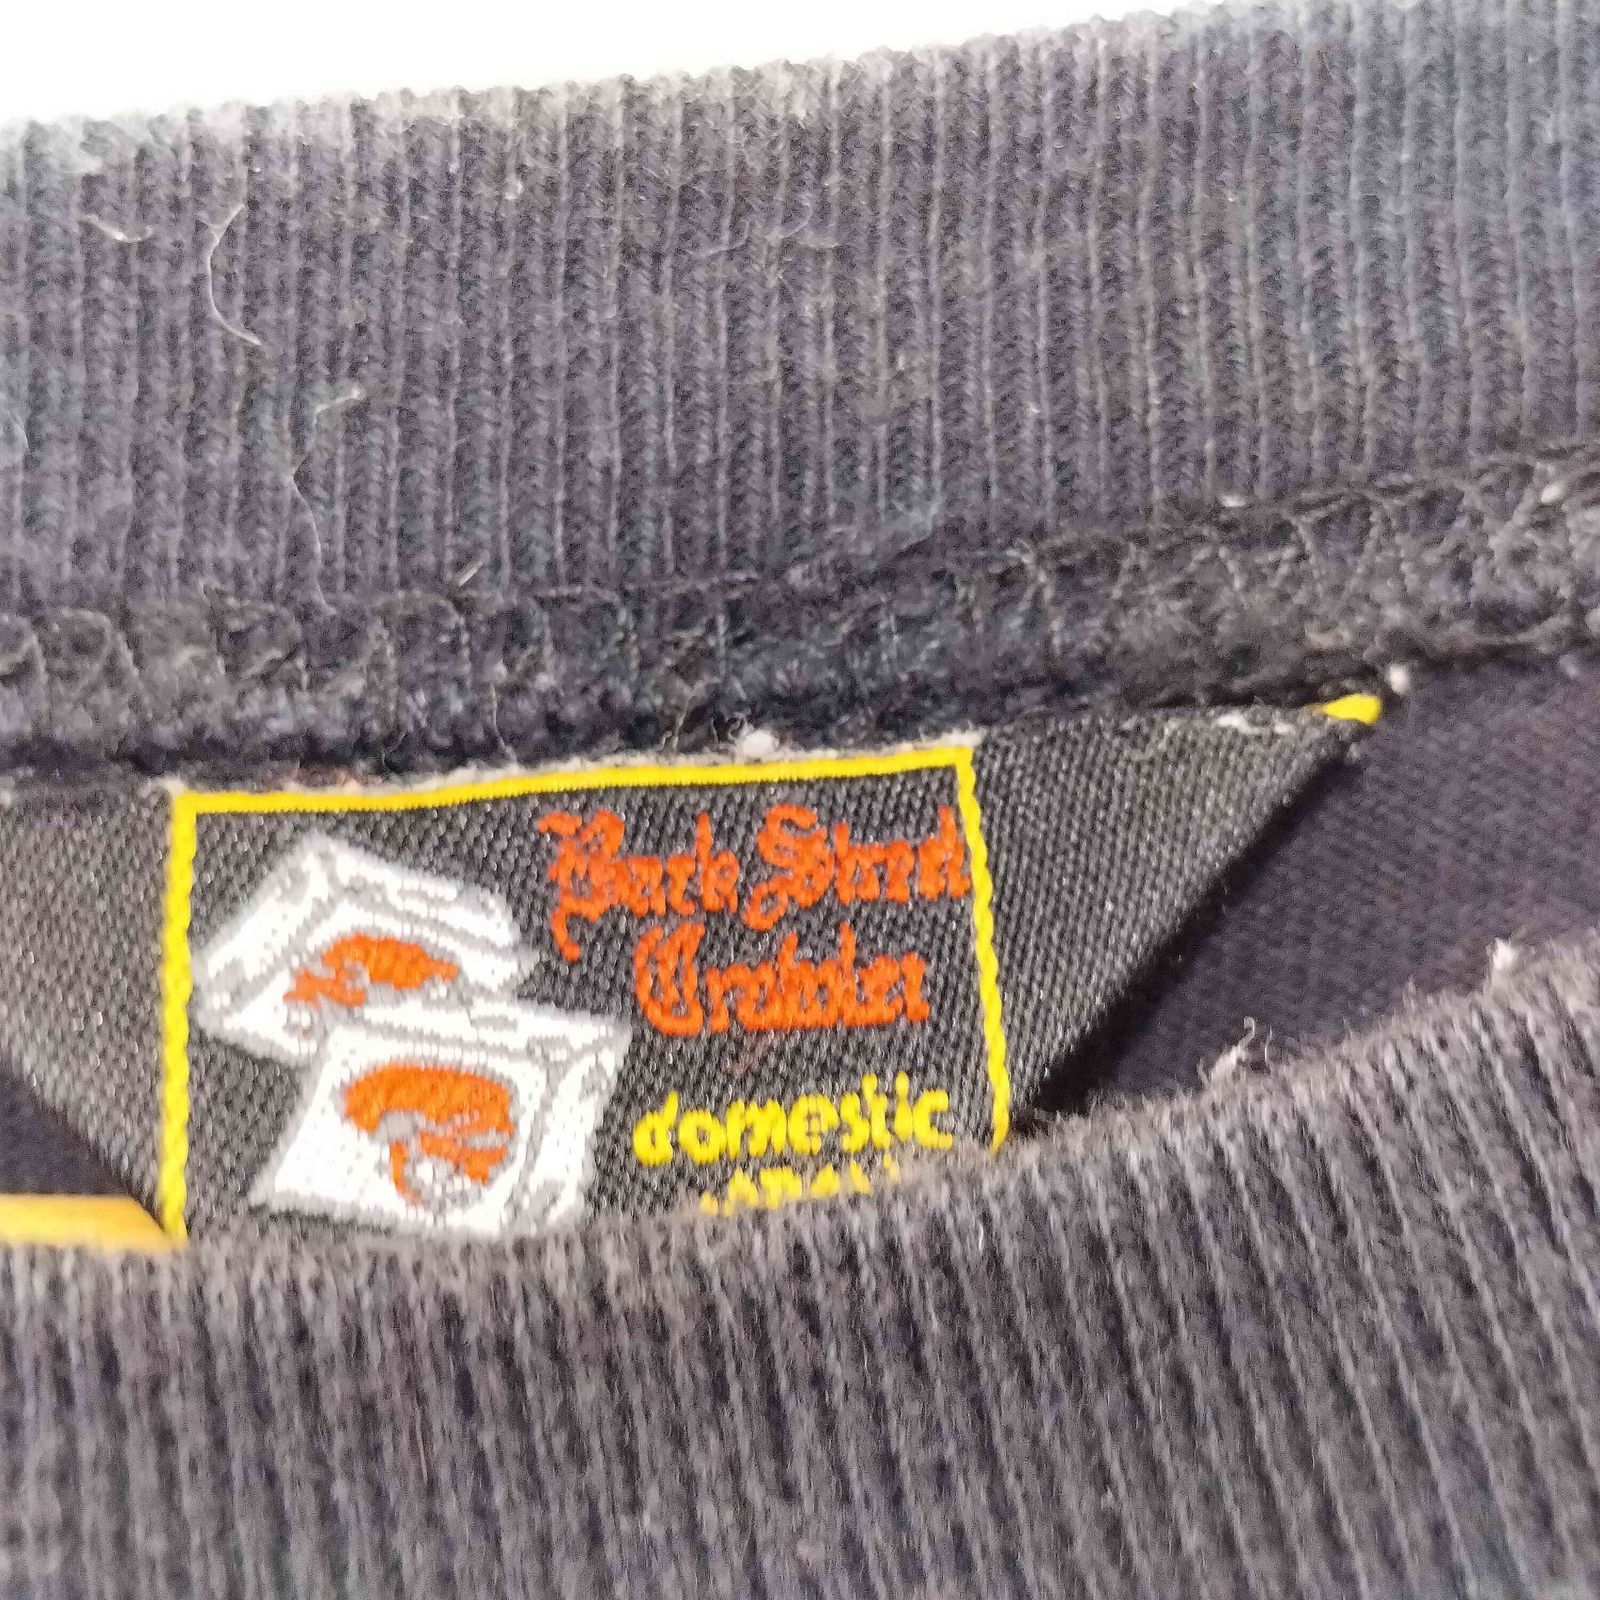 Back Street
Crawler
domestic